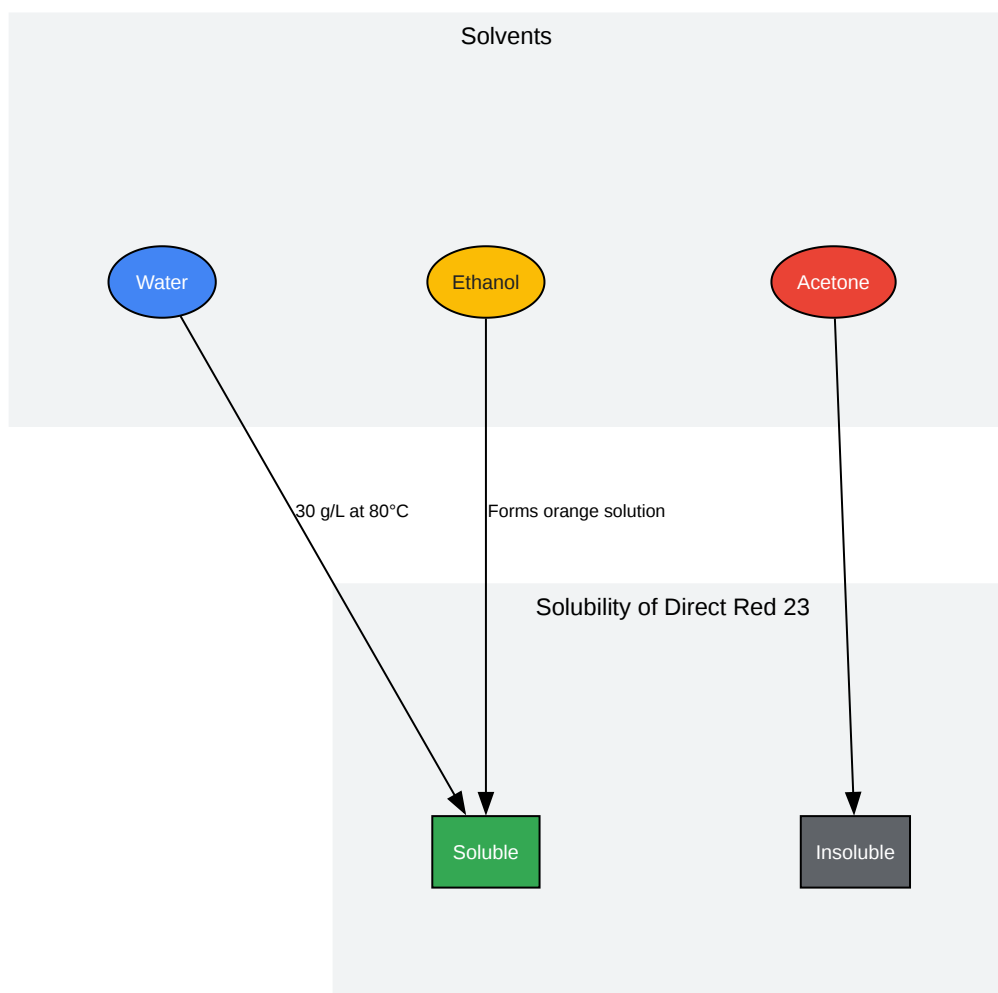 Solvents
Water
Ethanol
Acetone
30 g/L at 80°C
Forms orange solution
Solubility of Direct Red 23
Soluble
Insoluble